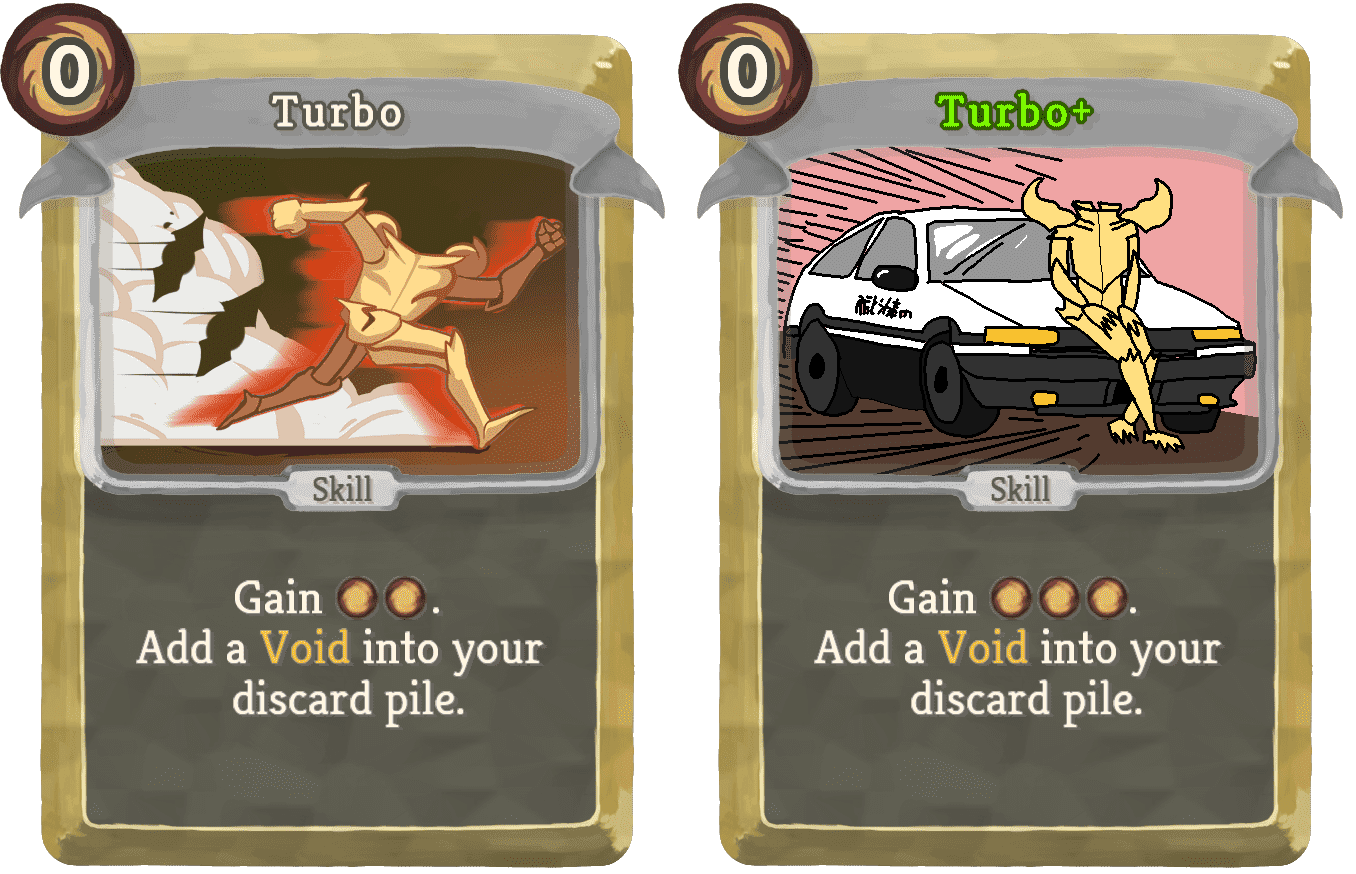 0
Turbo
Skill
Gain .
Add a Void into your
discard pile.
0
Turbo+
Skill
Gain .
Add a Void into your
discard pile.